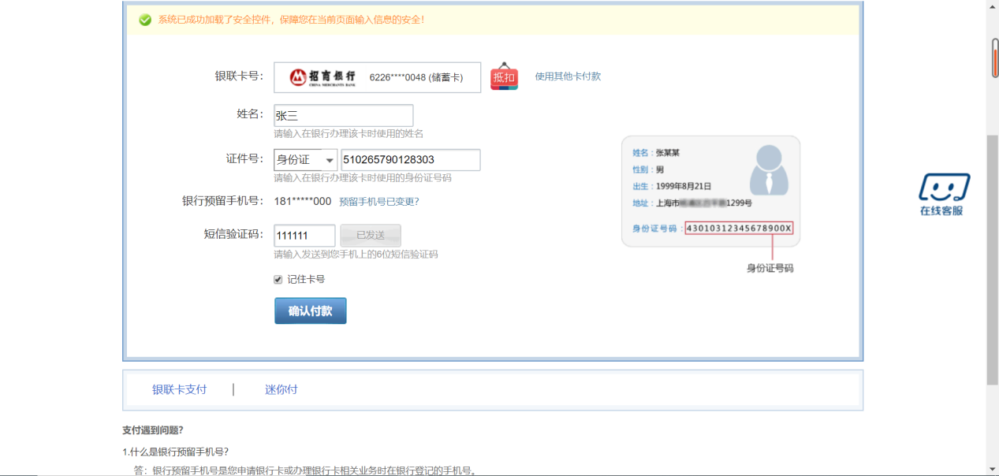 系统已成功加载了安全控件，保障您在当前页面输入信息的安全!
银联卡号： 招商银行 CHINA MERCHANTS BANK 6226****0048 (储蓄卡) 抵扣 使用其他卡付款
姓名： 张三
请输入在银行办理该卡时使用的姓名
证件号： 身份证 510265790128303
请输入在银行办理该卡时使用的身份证号码
银行预留手机号： 181*****000 预留手机号已变更?
短信验证码： 111111 已发送
请输入发送到您手机上的6位短信验证码
记住卡号
确认付款
姓名：张某某
性别：男
出生：1999年8月21日
地址：上海市 1299号
身份证号码：43010312345678900X
身份证号码
在线客服
银联卡支付 | 迷你付
支付遇到问题?
1.什么是银行预留手机号?
答：银行预留手机号是您申请银行卡或办理银行卡相关业务时在银行登记的手机号。